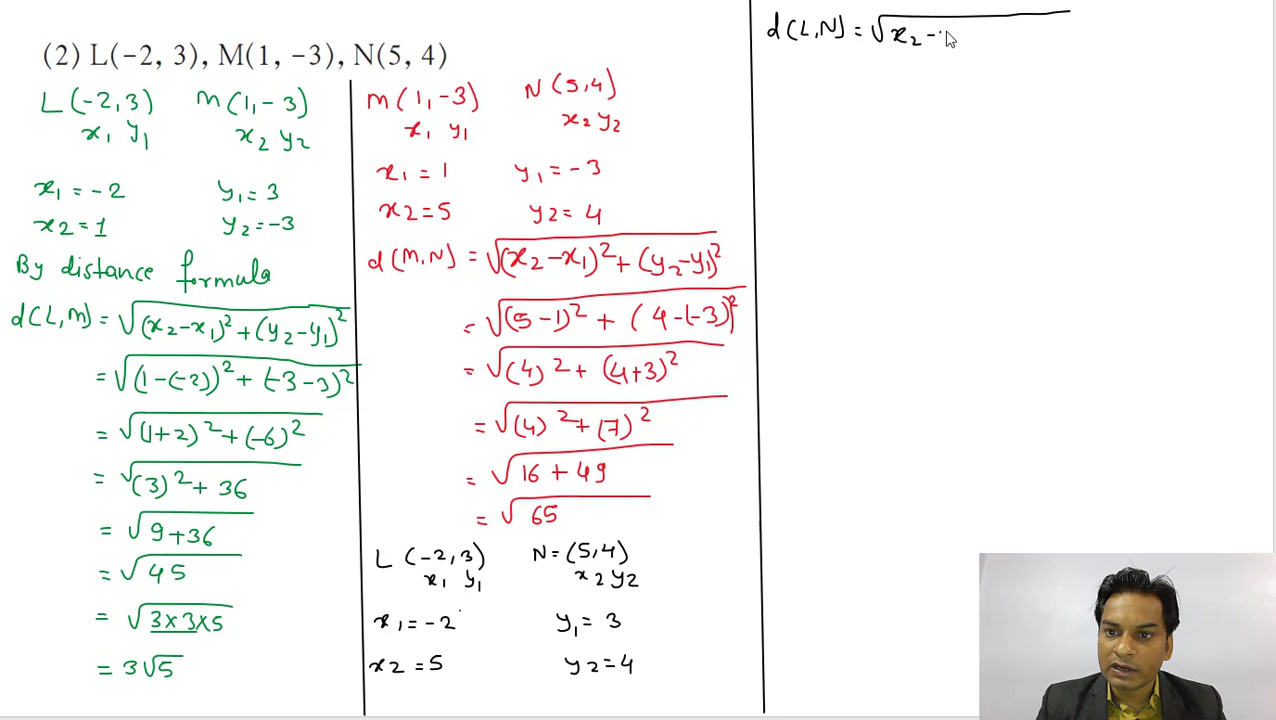 (2) L(-2, 3), M(1, -3), N(5, 4)
L (-2,3)    m (1,-3)
x₁ y₁    x₂ y₂
x₁ = -2    y₁ = 3
x₂ = 1    y₂ = -3
By distance formula
d(L,m) = √(x₂-x₁)²+(y₂-y₁)²
= √(1-(-2))² + (-3-3)²
= √(1+2)²+(-6)²
= √(3)² + 36
= √9+36
= √45
= √3×3×5
= 3√5
m (1,-3)    N (5,4)
x₁ y₁    x₂ y₂
x₁ = 1    y₁ = -3
x₂ = 5    y₂ = 4
d(M,N) = √(x₂-x₁)²+(y₂-y₁)²
= √(5-1)² + (4-(-3))²
= √(4)² + (4+3)²
= √(4)²+(7)²
= √16+49
= √65
L (-2,3)    N = (5,4)
x₁ y₁    x₂ y₂
x₁ = -2    y₁ = 3
x₂ = 5    y₂ = 4
d(L,N) = √x₂ -